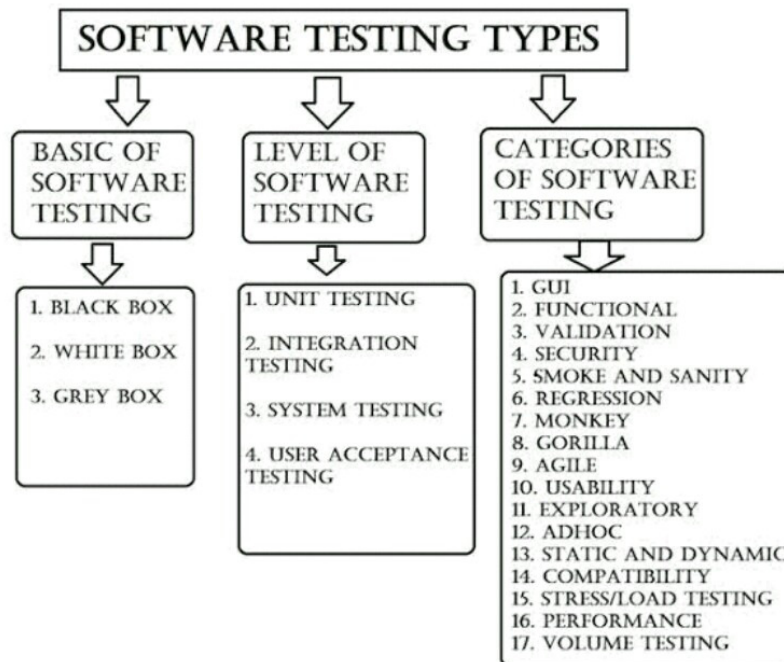 SOFTWARE TESTING TYPES
BASIC OF
SOFTWARE
TESTING
1. BLACK BOX
2. WHITE BOX
3. GREY BOX
LEVEL OF
SOFTWARE
TESTING
1. UNIT TESTING
2. INTEGRATION
TESTING
3. SYSTEM TESTING
4. USER ACCEPTANCE
TESTING
CATEGORIES
OF SOFTWARE
TESTING
1. GUI
2. FUNCTIONAL
3. VALIDATION
4. SECURITY
5. SMOKE AND SANITY
6. REGRESSION
7. MONKEY
8. GORILLA
9. AGILE
10. USABILITY
11. EXPLORATORY
12. ADHOC
13. STATIC AND DYNAMIC
14. COMPATIBILITY
15. STRESS/LOAD TESTING
16. PERFORMANCE
17. VOLUME TESTING